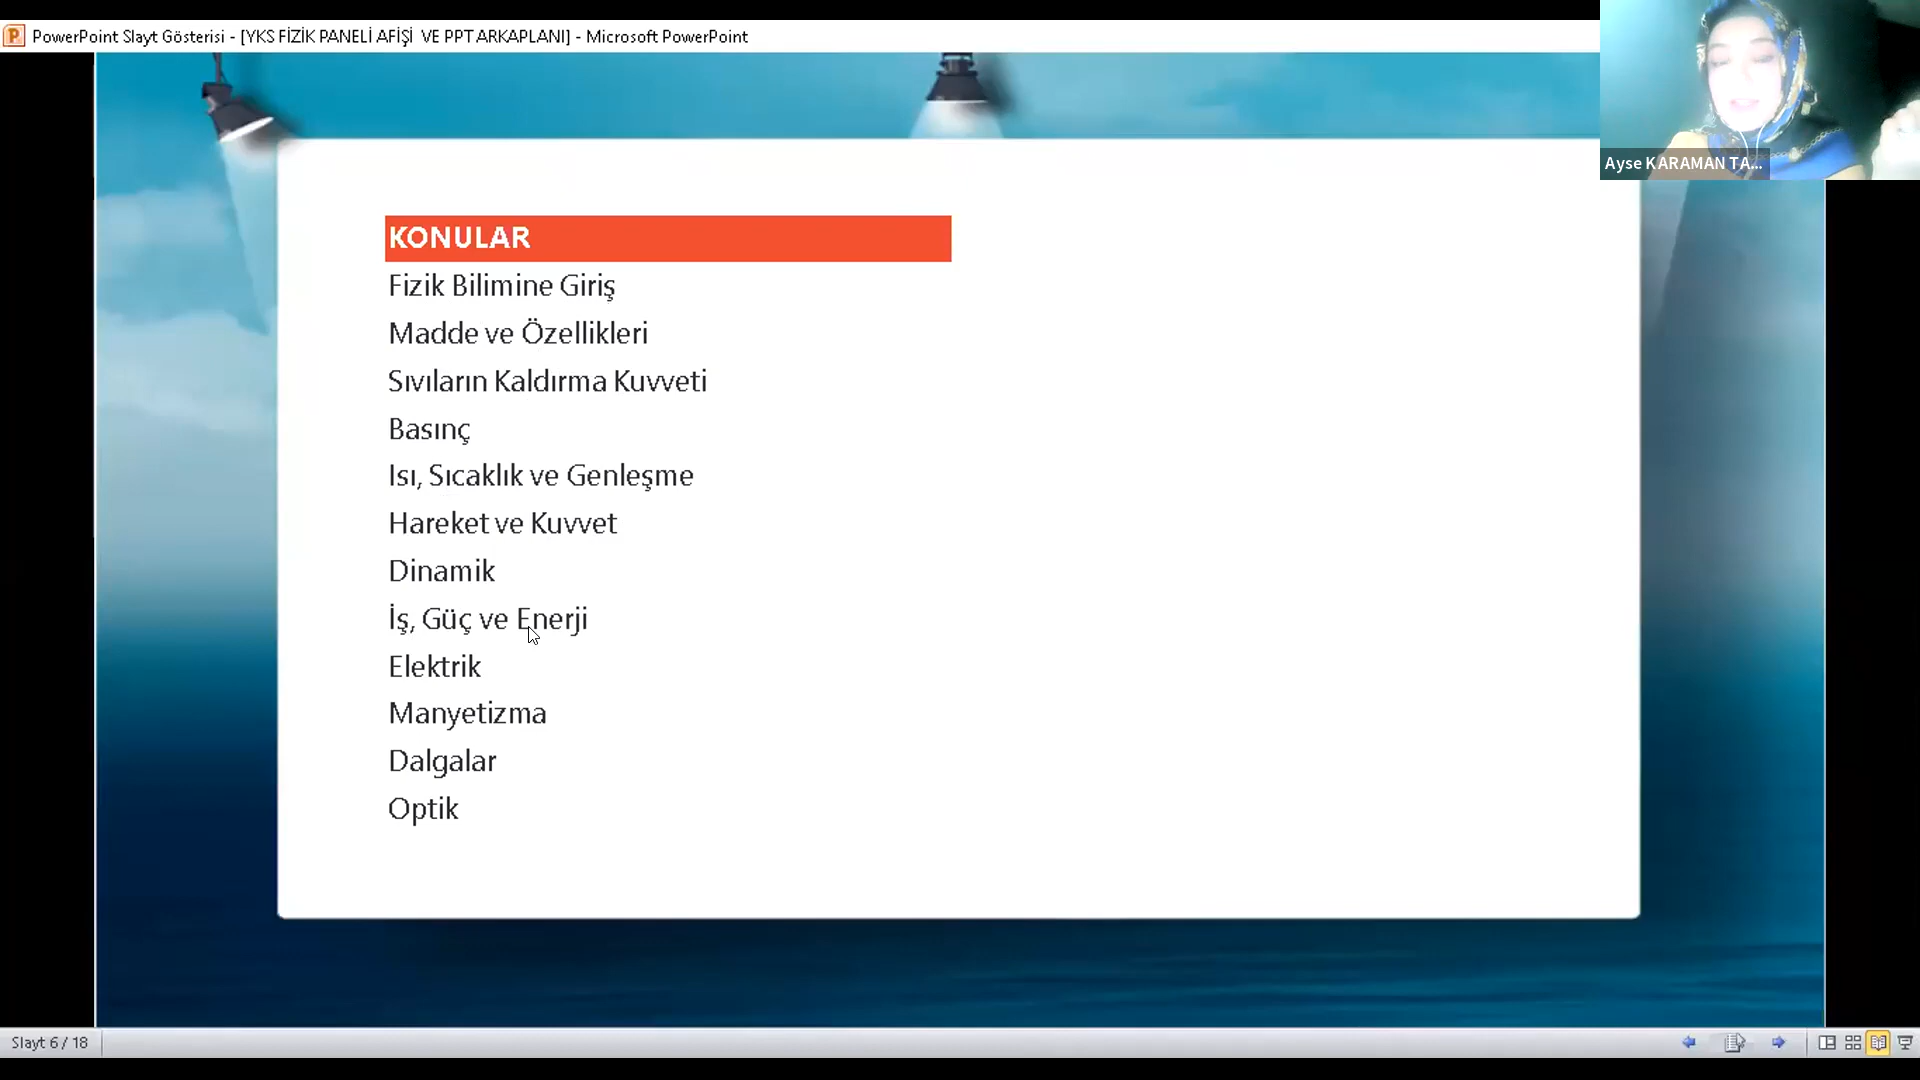 PowerPoint Slayt Gösterisi - [YKS FİZİK PANELİ AFİŞİ VE PPT ARKAPLANI] - Microsoft PowerPoint
Ayse KARAMAN TA...
KONULAR
Fizik Bilimine Giriş
Madde ve Özellikleri
Sıvıların Kaldırma Kuvveti
Basınç
Isı, Sıcaklık ve Genleşme
Hareket ve Kuvvet
Dinamik
İş, Güç ve Enerji
Elektrik
Manyetizma
Dalgalar
Optik
Slayt 6 / 18